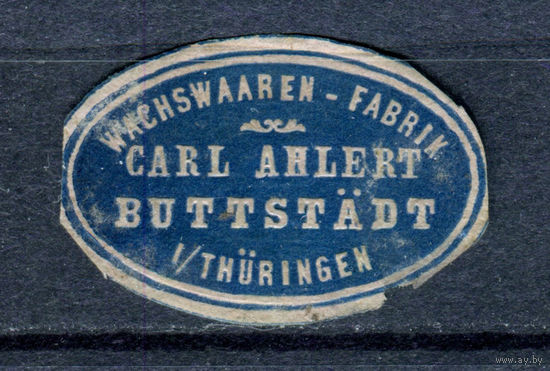 WACHSWAAREN - FABRIK
CARL AHLERT
BUTTSTÄDT
I/THÜRINGEN
www.ay.by